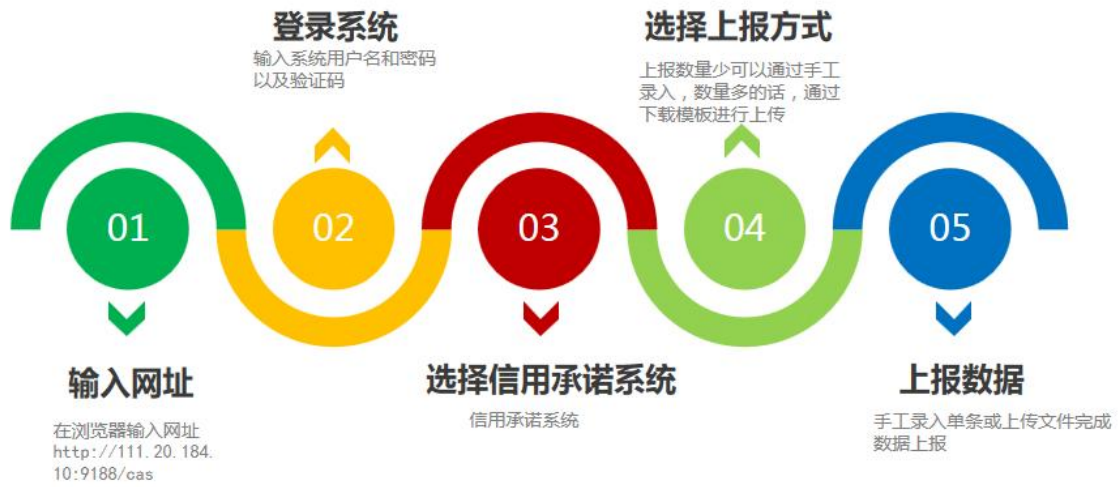 登录系统
输入系统用户名和密码
以及验证码
选择上报方式
上报数量少可以通过手工
录入，数量多的话，通过
下载模板进行上传
01
02
03
04
05
输入网址
在浏览器输入网址
http://111.20.184.
10:9188/cas
选择信用承诺系统
信用承诺系统
上报数据
手工录入单条或上传文件完成
数据上报